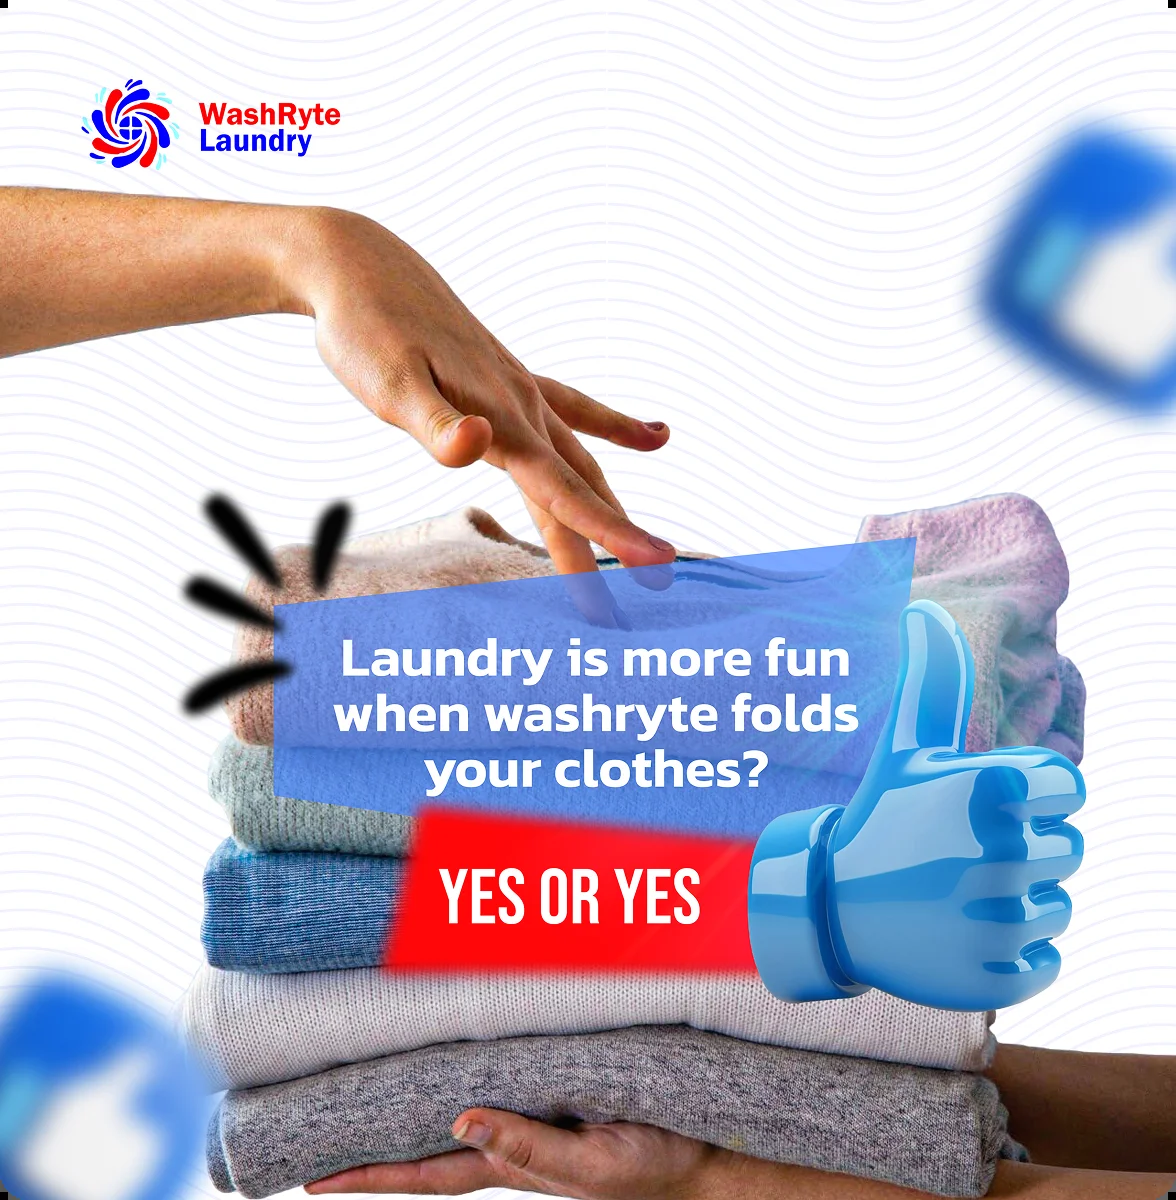 WashRyte
Laundry
Laundry is more fun
when washryte folds
your clothes?
YES OR YES